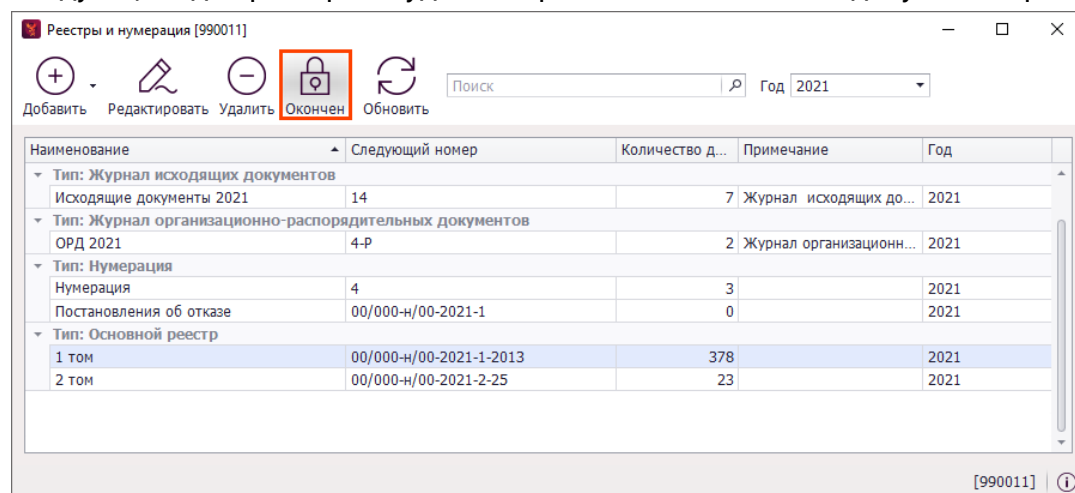 Реестры и нумерация [990011]
Добавить Редактировать Удалить Окончен Обновить Поиск Год 2021
Наименование Следующий номер Количество д... Примечание Год
Тип: Журнал исходящих документов
Исходящие документы 2021 14 7 Журнал исходящих до... 2021
Тип: Журнал организационно-распорядительных документов
ОРД 2021 4-Р 2 Журнал организационн... 2021
Тип: Нумерация
Нумерация 4 3 2021
Постановления об отказе 00/000-н/00-2021-1 0 2021
Тип: Основной реестр
1 том 00/000-н/00-2021-1-2013 378 2021
2 том 00/000-н/00-2021-2-25 23 2021
[990011]